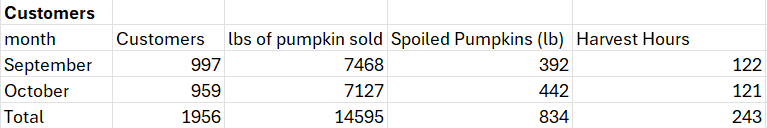 Customers
month Customers lbs of pumpkin sold Spoiled Pumpkins (lb) Harvest Hours
September 997 7468 392 122
October 959 7127 442 121
Total 1956 14595 834 243